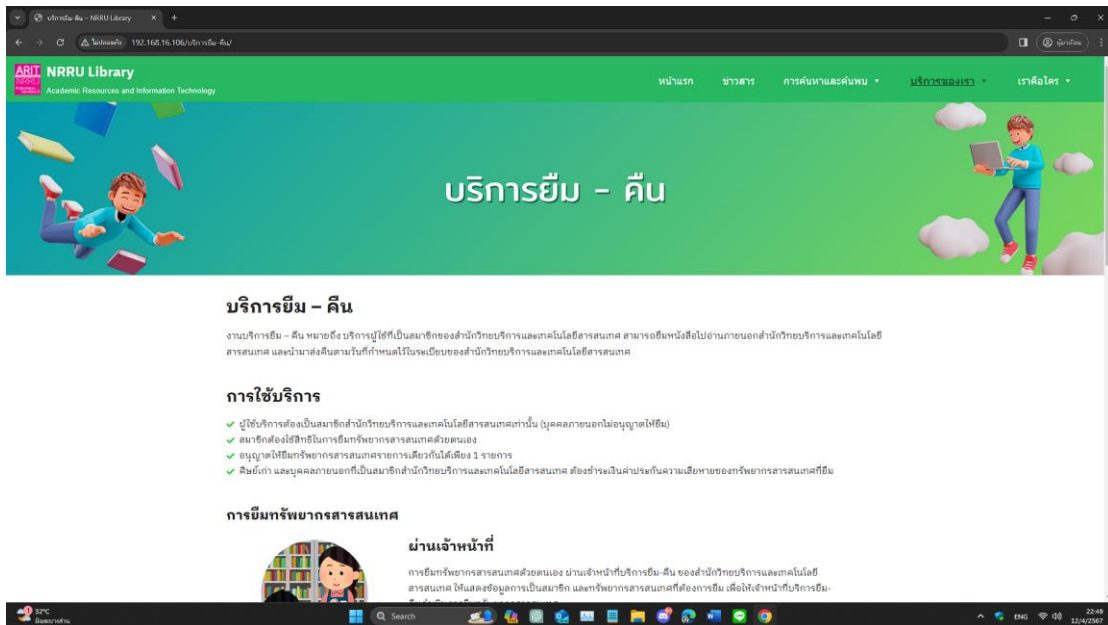 บริการยืม-คืน – NRRU Library
ไม่ปลอดภัย 192.168.16.106/บริการยืม-คืน/
ผู้มาเยือน
ARIT
NRRU
NRRU Library
Academic Resources and Information Technology
หน้าแรก ข่าวสาร การค้นหาและค้นพบ บริการของเรา เราคือใคร
บริการยืม – คืน
บริการยืม – คืน
งานบริการยืม – คืน หมายถึง บริการผู้ใช้ที่เป็นสมาชิกของสำนักวิทยบริการและเทคโนโลยีสารสนเทศ สามารถยืมหนังสือไปอ่านภายนอกสำนักวิทยบริการและเทคโนโลยี
สารสนเทศ และนำมาส่งคืนตามวันที่กำหนดไว้ในระเบียบของสำนักวิทยบริการและเทคโนโลยีสารสนเทศ
การใช้บริการ
ผู้ใช้บริการต้องเป็นสมาชิกสำนักวิทยบริการและเทคโนโลยีสารสนเทศเท่านั้น (บุคคลภายนอกไม่อนุญาตให้ยืม)
สมาชิกต้องใช้สิทธิในการยืมทรัพยากรสารสนเทศด้วยตนเอง
อนุญาตให้ยืมทรัพยากรสารสนเทศรายการเดียวกันได้เพียง 1 รายการ
ศิษย์เก่า และบุคคลภายนอกที่เป็นสมาชิกสำนักวิทยบริการและเทคโนโลยีสารสนเทศ ต้องชำระเงินค่าประกันความเสียหายของทรัพยากรสารสนเทศที่ยืม
การยืมทรัพยากรสารสนเทศ
ผ่านเจ้าหน้าที่
การยืมทรัพยากรสารสนเทศด้วยตนเอง ผ่านเจ้าหน้าที่บริการยืม-คืน ของสำนักวิทยบริการและเทคโนโลยี
สารสนเทศ ให้แสดงข้อมูลการเป็นสมาชิก และทรัพยากรสารสนเทศที่ต้องการยืม เพื่อให้เจ้าหน้าที่บริการยืม-
32°C
มีเมฆบางส่วน
Search
ENG
22:49
12/4/2567